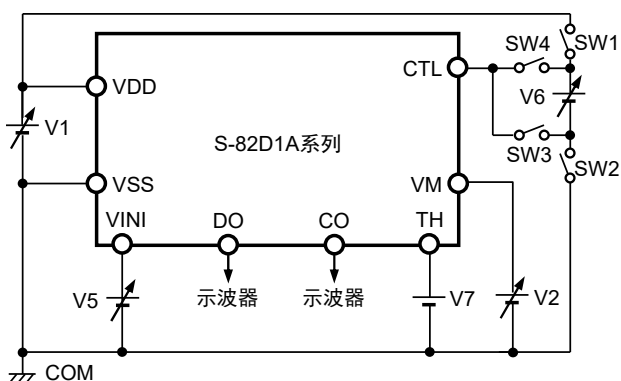 SW4
SW1
CTL
VDD
V6
V1
S-82D1A系列
SW3
SW2
VSS
VM
VINI
DO
CO
TH
V5
示波器
示波器
V7
V2
COM